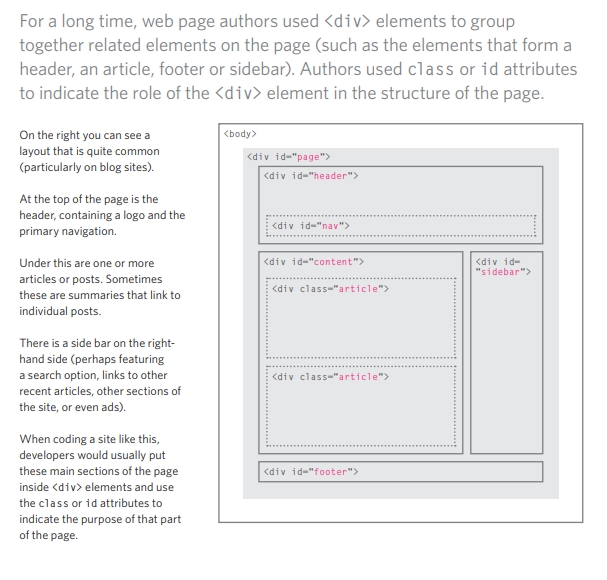 For a long time, web page authors used <div> elements to group
together related elements on the page (such as the elements that form a
header, an article, footer or sidebar). Authors used class or id attributes
to indicate the role of the <div> element in the structure of the page.
On the right you can see a
layout that is quite common
(particularly on blog sites).
At the top of the page is the
header, containing a logo and the
primary navigation.
Under this are one or more
articles or posts. Sometimes
these are summaries that link to
individual posts.
There is a side bar on the right-
hand side (perhaps featuring
a search option, links to other
recent articles, other sections of
the site, or even ads).
When coding a site like this,
developers would usually put
these main sections of the page
inside <div> elements and use
the class or id attributes to
indicate the purpose of that part
of the page.
<body>
<div id="page">
<div id="header">
<div id="nav">
<div id="content">
<div class="article">
<div class="article">
<div id=
"sidebar">
<div id="footer">